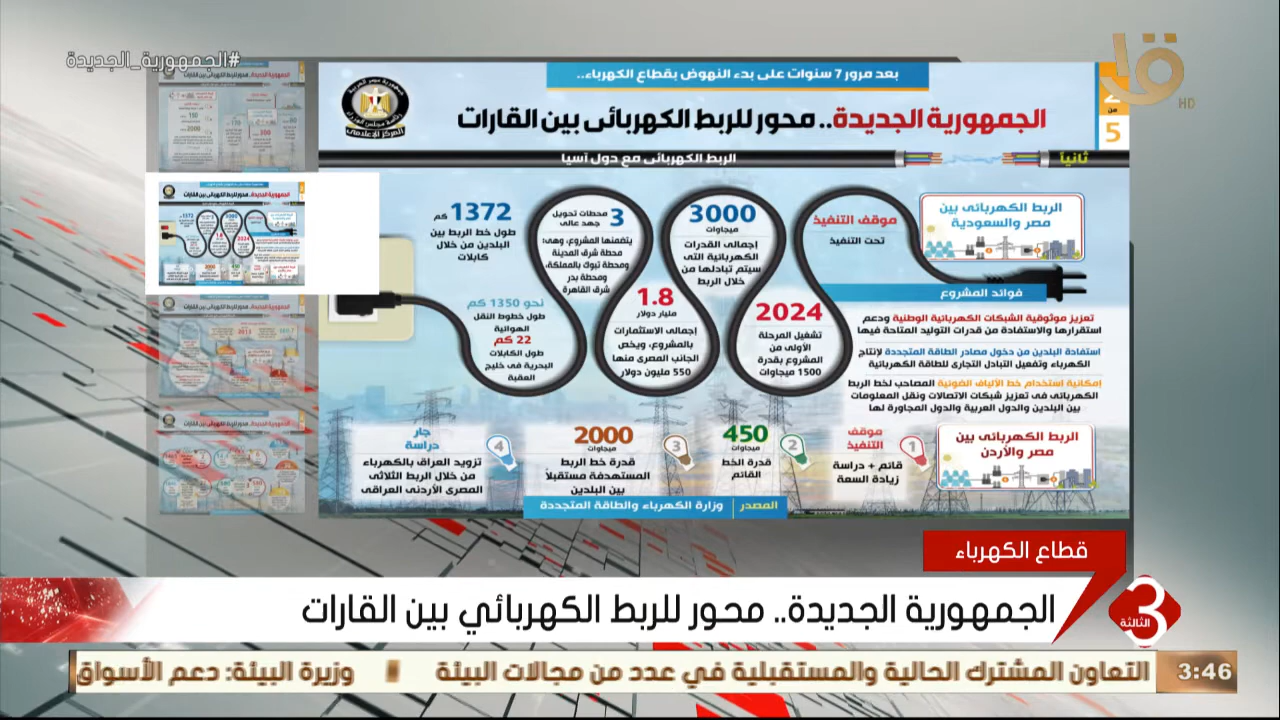 #الجمهورية_الجديدة
HD
بعد مرور 7 سنوات على بدء النهوض بقطاع الكهرباء..
2
من
5
الجمهورية الجديدة.. محور للربط الكهربائى بين القارات
ثانياً
الربط الكهربائى مع دول آسيا
الربط الكهربائى بين
مصر والسعودية
موقف التنفيذ
تحت التنفيذ
3000
ميجاوات
إجمالى القدرات
الكهربائية التى
سيتم تبادلها من
خلال الربط
3
محطات تحويل
جهد عالى
يتضمنها المشروع، وهى:
محطة شرق المدينة
ومحطة تبوك بالمملكة،
ومحطة بدر
شرق القاهرة
1372 كم
طول خط الربط بين
البلدين من خلال
كابلات
نحو 1350 كم
طول خطوط النقل
الهوائية
22 كم
طول الكابلات
البحرية فى خليج
العقبة
1.8
مليار دولار
إجمالى الاستثمارات
بالمشروع، ويخص
الجانب المصرى منها
550 مليون دولار
2024
تشغيل المرحلة
الأولى من
المشروع بقدرة
1500 ميجاوات
فوائد المشروع
تعزيز موثوقية الشبكات الكهربائية الوطنية ودعم
استقرارها والاستفادة من قدرات التوليد المتاحة فيها
استفادة البلدين من دخول مصادر الطاقة المتجددة لإنتاج
الكهرباء وتفعيل التبادل التجارى للطاقة الكهربائية
إمكانية استخدام خط الألياف الضوئية المصاحب لخط الربط
الكهربائى فى تعزيز شبكات الاتصالات ونقل المعلومات
بين البلدين والدول العربية والدول المجاورة لها
الربط الكهربائى بين
مصر والأردن
1
موقف
التنفيذ
قائم + دراسة
زيادة السعة
2
450
ميجاوات
قدرة الخط
القائم
3
2000
ميجاوات
قدرة خط الربط
المستهدفة مستقبلاً
بين البلدين
4
جار
دراسة
تزويد العراق بالكهرباء
من خلال الربط الثلاثى
المصرى الأردنى العراقى
المصدر | وزارة الكهرباء والطاقة المتجددة
قطاع الكهرباء
الجمهورية الجديدة.. محور للربط الكهربائي بين القارات
3
الثالثة
3:46
التعاون المشترك الحالية والمستقبلية في عدد من مجالات البيئة
وزيرة البيئة: دعم الأسواق